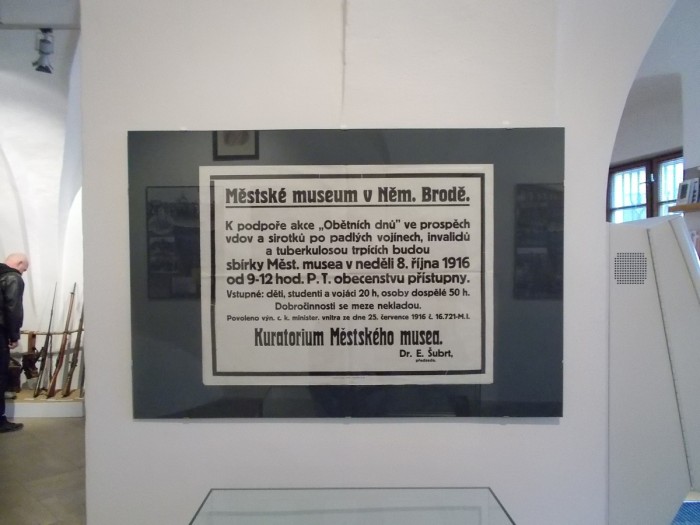 Městské museum v Něm. Brodě.
K podpoře akce „Obětních dnů" ve prospěch
vdov a sirotků po padlých vojínech, invalidů
a tuberkulosou trpících budou
sbírky Měst. musea v neděli 8. října 1916
od 9-12 hod. P. T. obecenstvu přístupny.
Vstupné: děti, studenti a vojáci 20 h, osoby dospělé 50 h.
Dobročinnosti se meze nekladou.
Povoleno výn. c. k. minister. vnitra ze dne 25. července 1916 č. 16.721-M.I.
Kuratorium Městského musea.
Dr. E. Šubrt,
předseda.